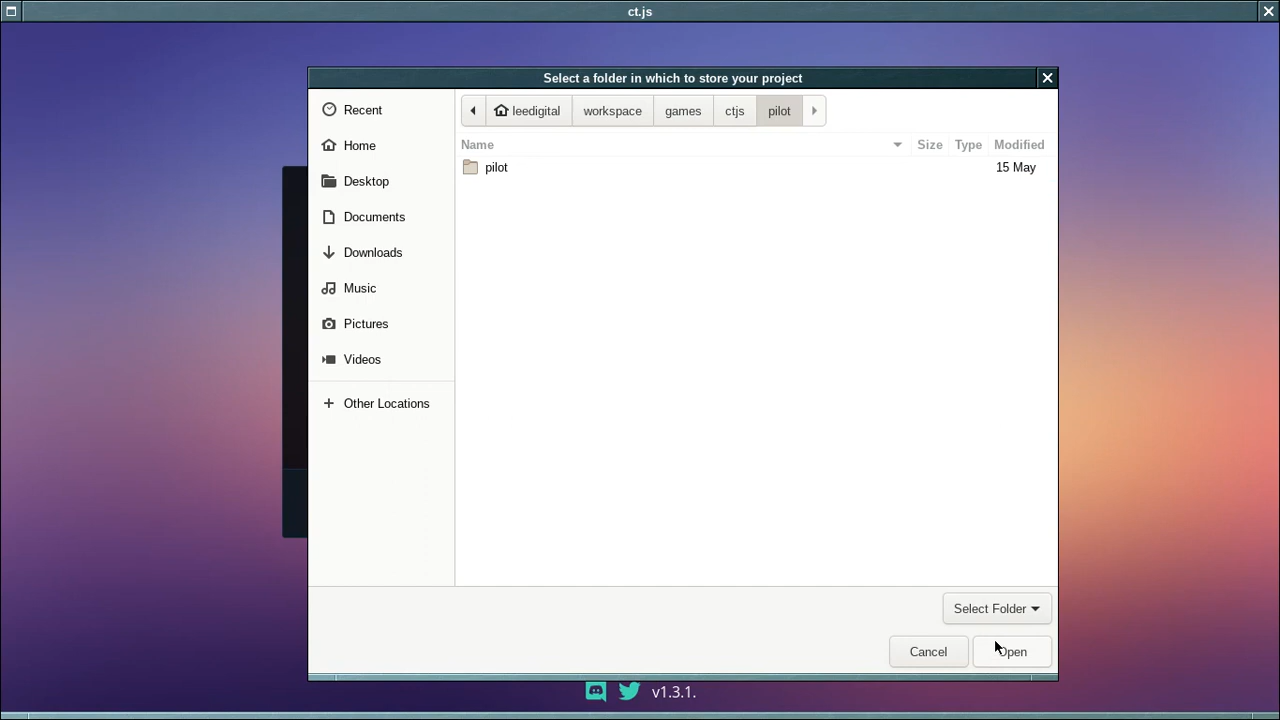 ct.js
Select a folder in which to store your project
Recent
Home
Desktop
Documents
Downloads
Music
Pictures
Videos
Other Locations
leedigital workspace games ctjs pilot
Name Size Type Modified
pilot 15 May
Select Folder
Cancel Open
v1.3.1.